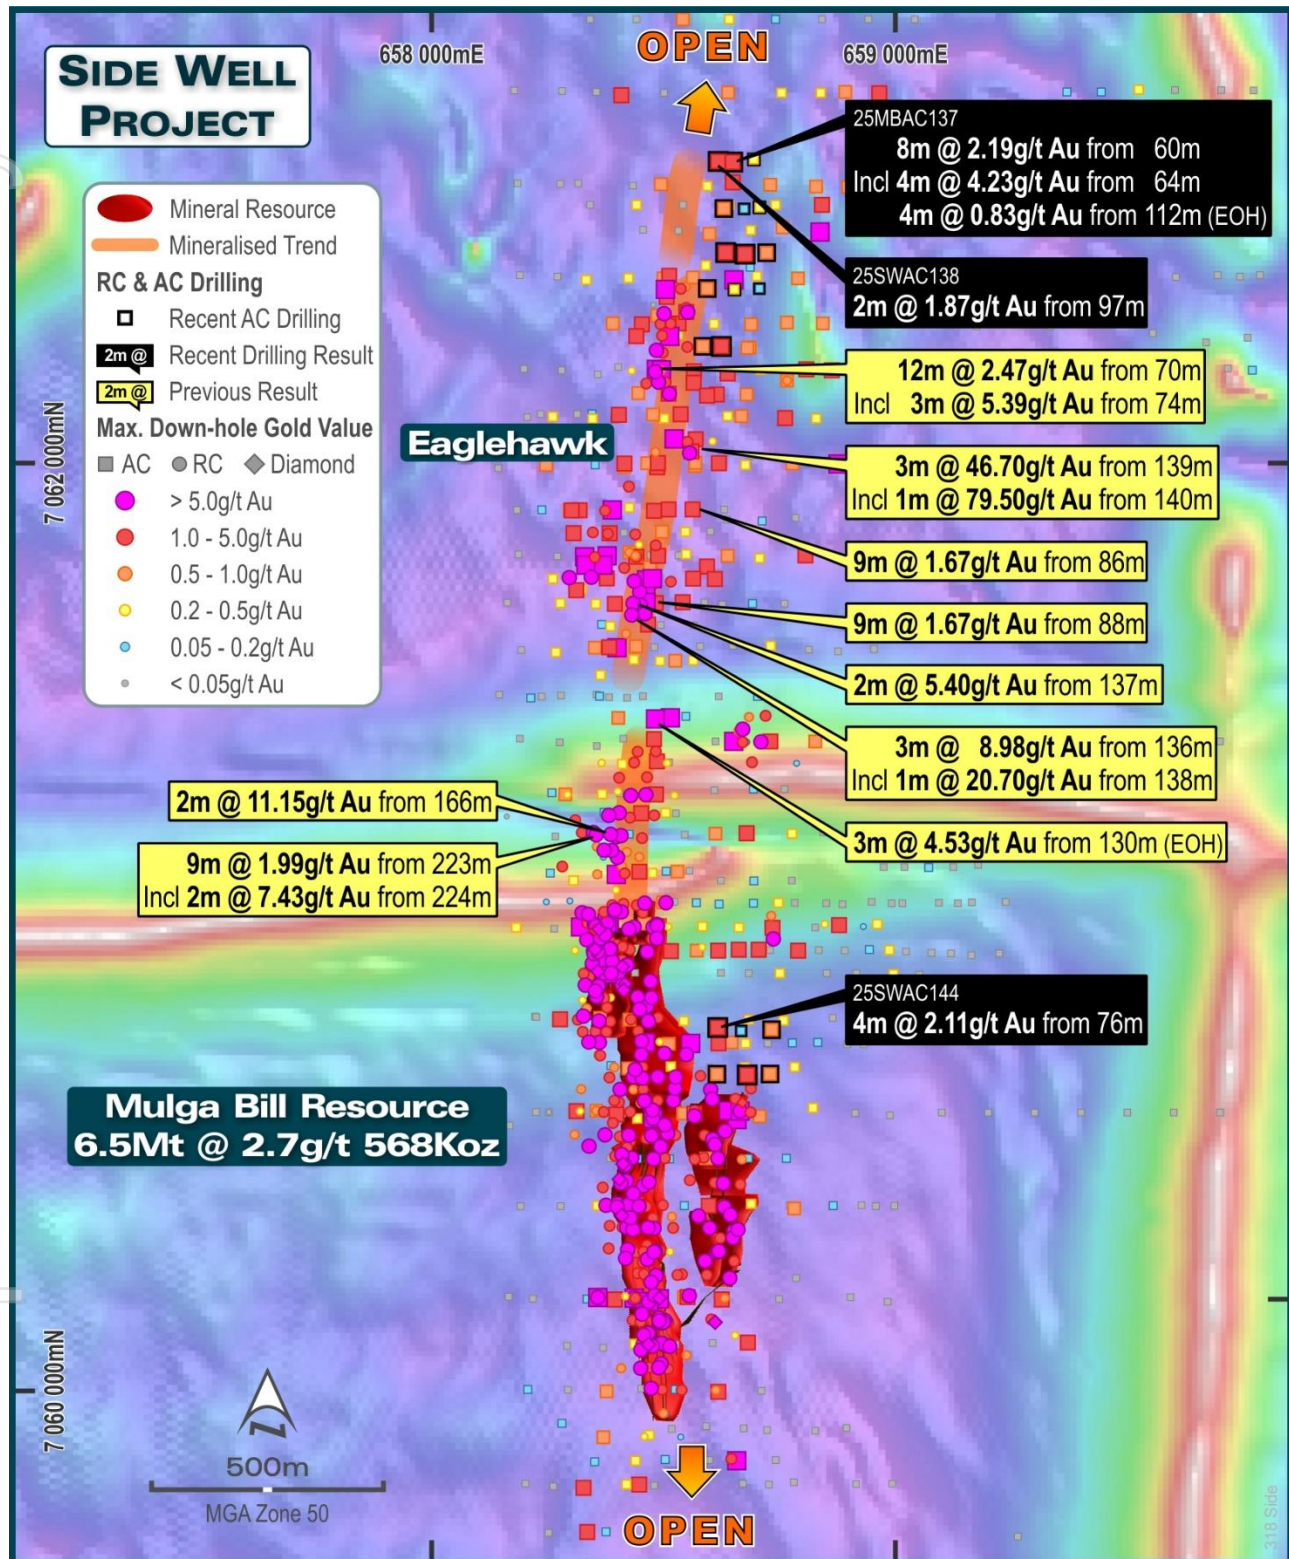 SIDE WELL
PROJECT
658 000mE
OPEN
659 000mE
Mineral Resource
Mineralised Trend
RC & AC Drilling
Recent AC Drilling
2m @ Recent Drilling Result
2m @ Previous Result
Max. Down-hole Gold Value
AC RC Diamond
> 5.0g/t Au
1.0 - 5.0g/t Au
0.5 - 1.0g/t Au
0.2 - 0.5g/t Au
0.05 - 0.2g/t Au
< 0.05g/t Au
25MBAC137
8m @ 2.19g/t Au from 60m
Incl 4m @ 4.23g/t Au from 64m
4m @ 0.83g/t Au from 112m (EOH)
25SWAC138
2m @ 1.87g/t Au from 97m
12m @ 2.47g/t Au from 70m
Incl 3m @ 5.39g/t Au from 74m
7 062 000mN
Eaglehawk
3m @ 46.70g/t Au from 139m
Incl 1m @ 79.50g/t Au from 140m
9m @ 1.67g/t Au from 86m
9m @ 1.67g/t Au from 88m
2m @ 5.40g/t Au from 137m
3m @ 8.98g/t Au from 136m
Incl 1m @ 20.70g/t Au from 138m
3m @ 4.53g/t Au from 130m (EOH)
2m @ 11.15g/t Au from 166m
9m @ 1.99g/t Au from 223m
Incl 2m @ 7.43g/t Au from 224m
25SWAC144
4m @ 2.11g/t Au from 76m
Mulga Bill Resource
6.5Mt @ 2.7g/t 568Koz
7 060 000mN
N
500m
MGA Zone 50
OPEN
318 Side